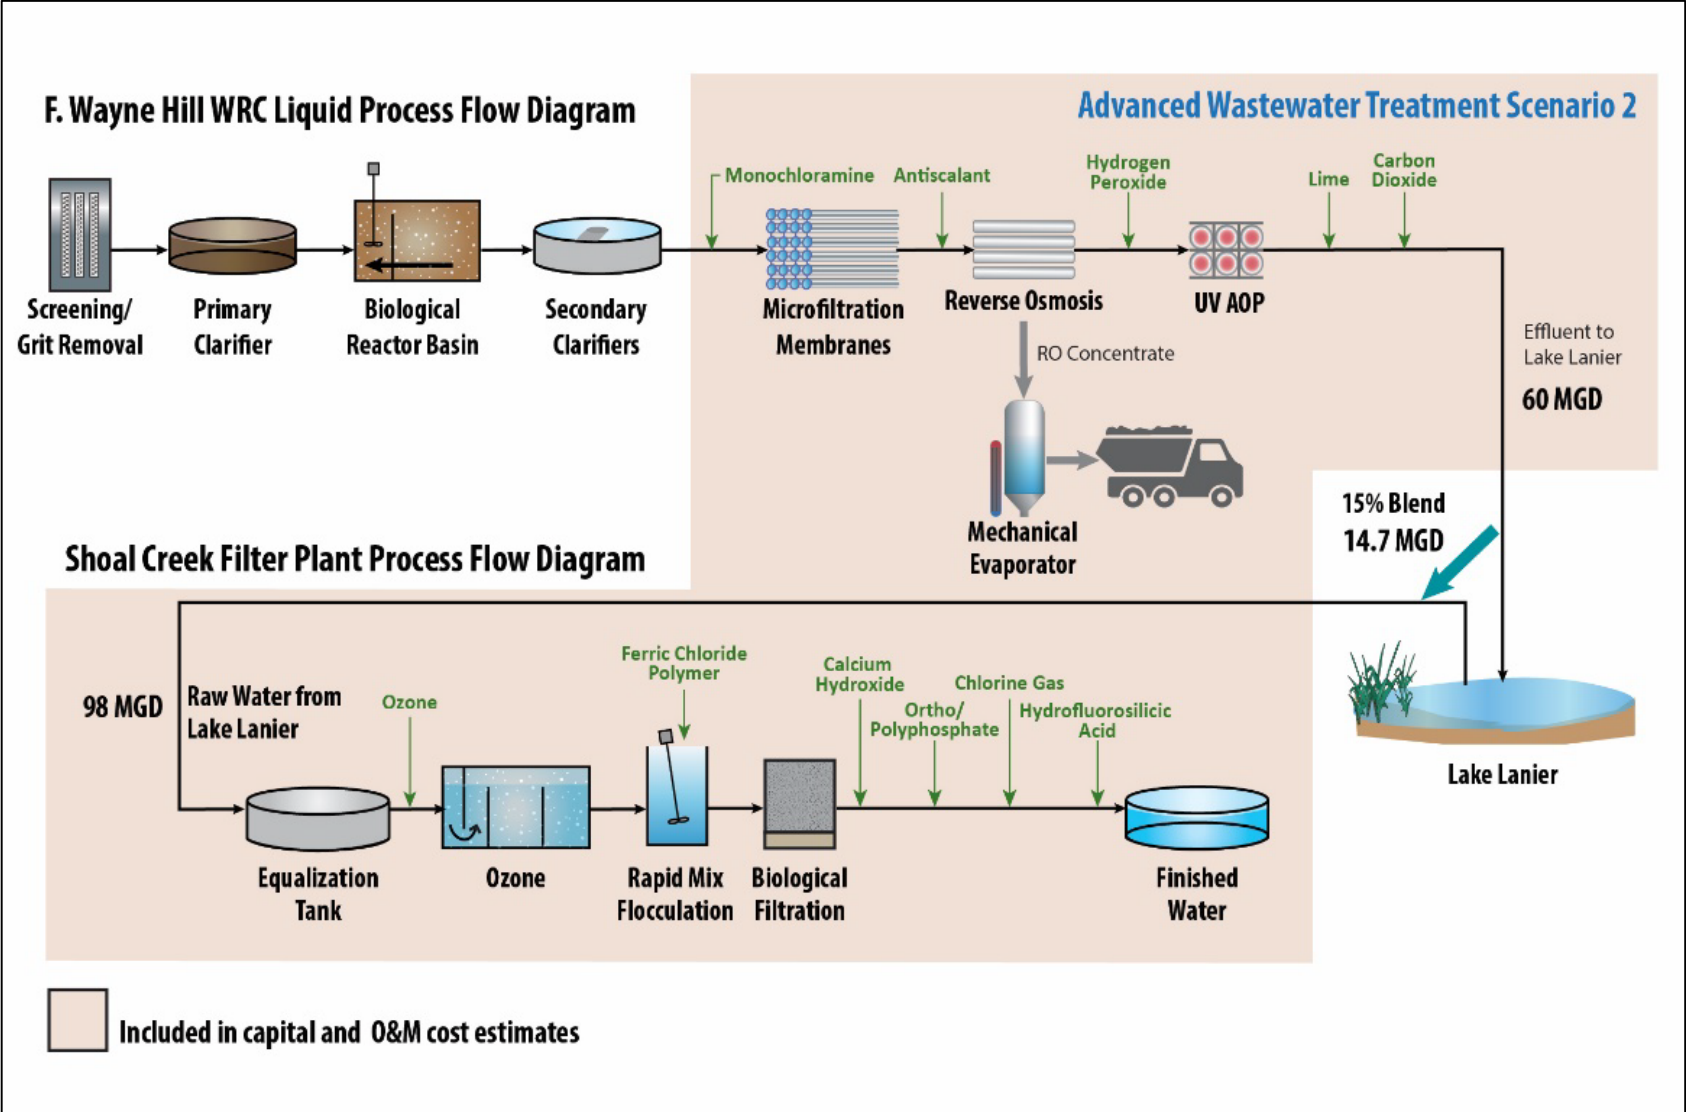 F. Wayne Hill WRC Liquid Process Flow Diagram
Advanced Wastewater Treatment Scenario 2
Monochloramine
Antiscalant
Hydrogen
Peroxide
Lime
Carbon
Dioxide
Screening/
Grit Removal
Primary
Clarifier
Biological
Reactor Basin
Secondary
Clarifiers
Microfiltration
Membranes
Reverse Osmosis
UV AOP
RO Concentrate
Effluent to
Lake Lanier
60 MGD
Mechanical
Evaporator
15% Blend
14.7 MGD
Shoal Creek Filter Plant Process Flow Diagram
98 MGD
Raw Water from
Lake Lanier
Ozone
Ferric Chloride
Polymer
Calcium
Hydroxide
Ortho/
Polyphosphate
Chlorine Gas
Hydrofluorosilicic
Acid
Lake Lanier
Equalization
Tank
Ozone
Rapid Mix
Flocculation
Biological
Filtration
Finished
Water
Included in capital and O&M cost estimates